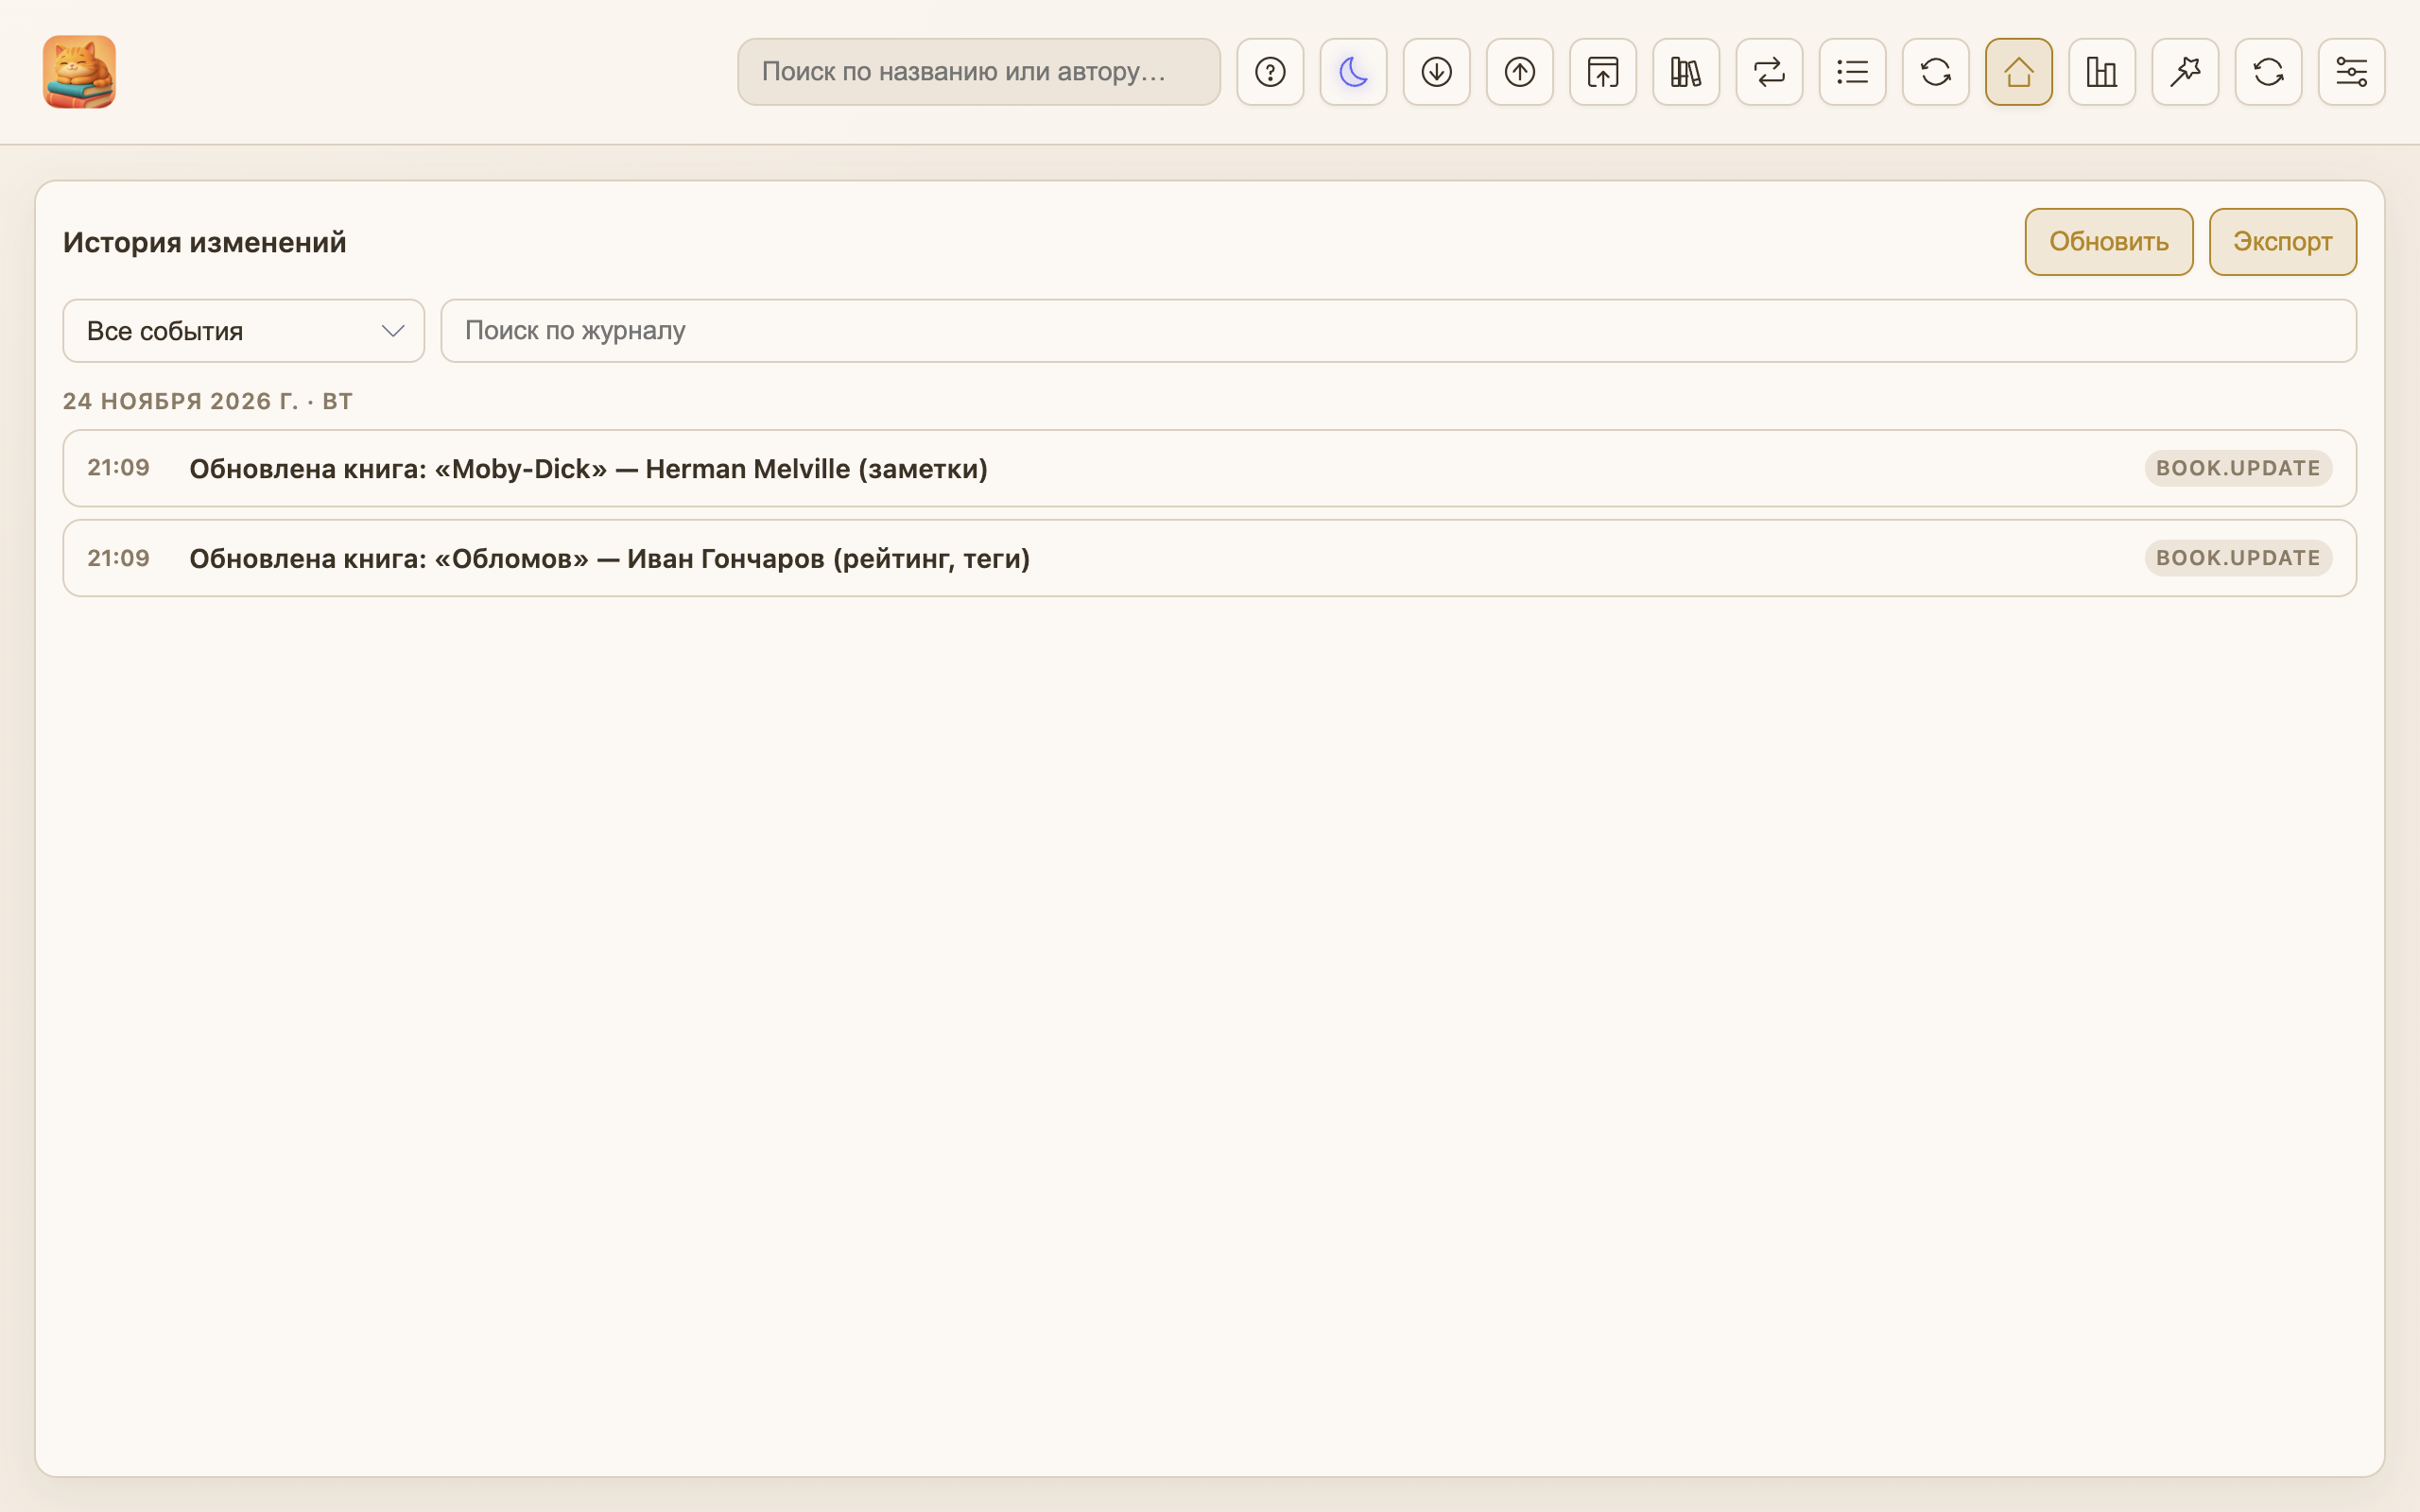 Поиск по названию или автору...
История изменений
Обновить
Экспорт
Все события
Поиск по журналу
24 НОЯБРЯ 2026 Г. · ВТ
21:09 Обновлена книга: «Moby-Dick» — Herman Melville (заметки) BOOK.UPDATE
21:09 Обновлена книга: «Обломов» — Иван Гончаров (рейтинг, теги) BOOK.UPDATE